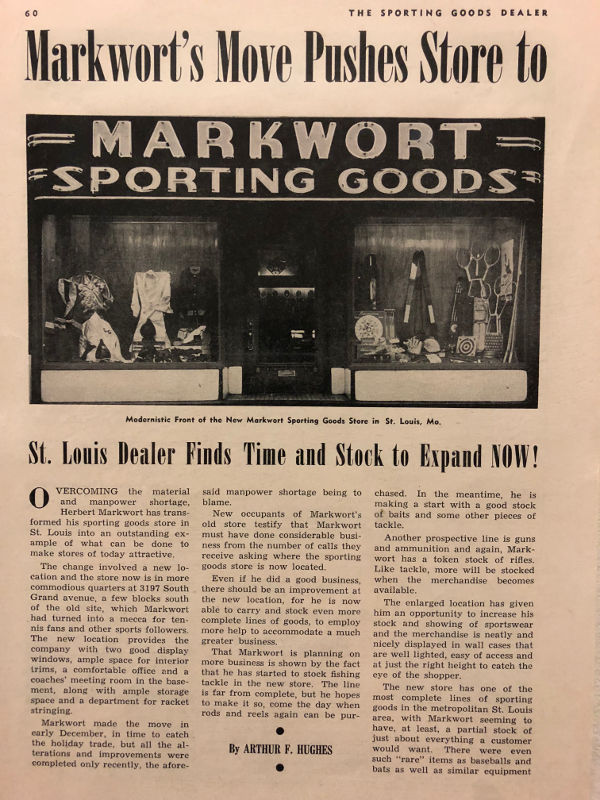 60
THE SPORTING GOODS DEALER
Markwort's Move Pushes Store to
MARKWORT
SPORTING GOODS
Modernistic Front of the New Markwort Sporting Goods Store in St. Louis, Mo.
St. Louis Dealer Finds Time and Stock to Expand NOW!
OVERCOMING the material
and manpower shortage,
Herbert Markwort has trans-
formed his sporting goods store in
St. Louis into an outstanding ex-
ample of what can be done to
make stores of today attractive.
The change involved a new lo-
cation and the store now is in more
commodious quarters at 3197 South
Grand avenue, a few blocks south
of the old site, which Markwort
had turned into a mecca for ten-
nis fans and other sports followers.
The new location provides the
company with two good display
windows, ample space for interior
trims, a comfortable office and a
coaches' meeting room in the base-
ment, along with ample storage
space and a department for racket
stringing.
Markwort made the move in
early December, in time to catch
the holiday trade, but all the al-
terations and improvements were
completed only recently, the afore-
said manpower shortage being to
blame.
New occupants of Markwort's
old store testify that Markwort
must have done considerable busi-
ness from the number of calls they
receive asking where the sporting
goods store is now located.
Even if he did a good business,
there should be an improvement at
the new location, for he is now
able to carry and stock even more
complete lines of goods, to employ
more help to accommodate a much
greater business.
That Markwort is planning on
more business is shown by the fact
that he has started to stock fishing
tackle in the new store. The line
is far from complete, but he hopes
to make it so, come the day when
rods and reels again can be pur-
By ARTHUR F. HUGHES
chased. In the meantime, he is
making a start with a good stock
of baits and some other pieces of
tackle.
Another prospective line is guns
and ammunition and again, Mark-
wort has a token stock of rifles.
Like tackle, more will be stocked
when the merchandise becomes
available.
The enlarged location has given
him an opportunity to increase his
stock and showing of sportswear
and the merchandise is neatly and
nicely displayed in wall cases that
are well lighted, easy of access and
at just the right height to catch the
eye of the shopper.
The new store has one of the
most complete lines of sporting
goods in the metropolitan St. Louis
area, with Markwort seeming to
have, at least, a partial stock of
just about everything a customer
would want. There were even
such "rare" items as baseballs and
bats as well as similar equipment